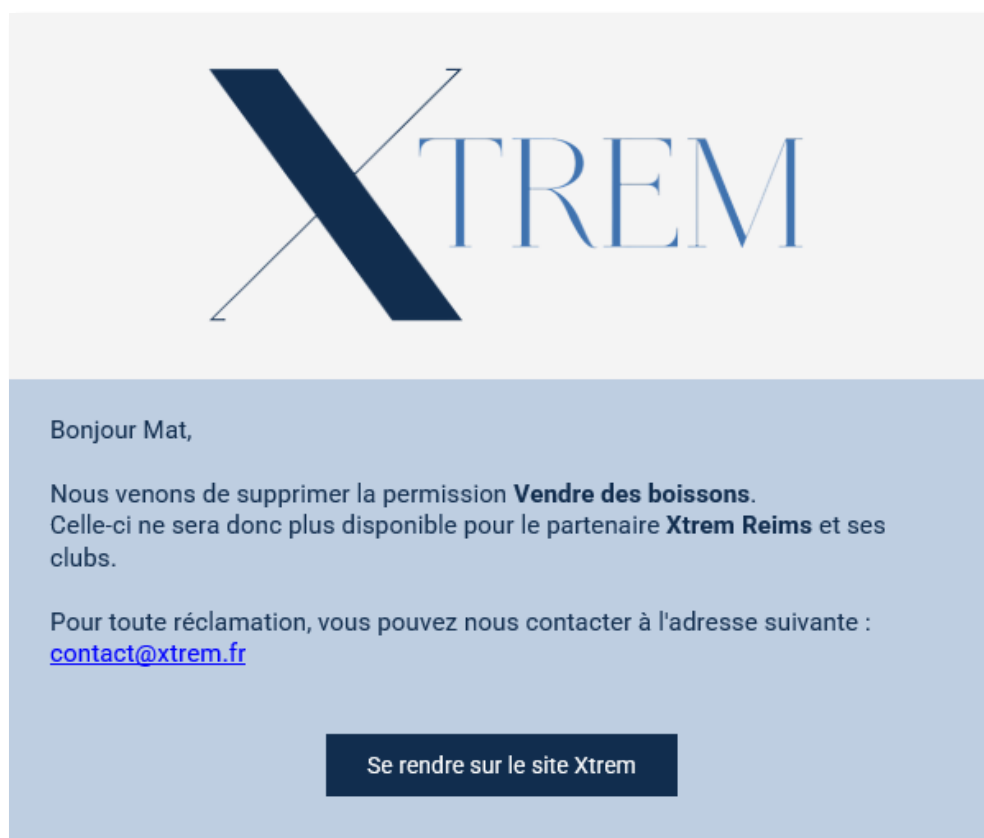 XTREM
Bonjour Mat,
Nous venons de supprimer la permission Vendre des boissons.
Celle-ci ne sera donc plus disponible pour le partenaire Xtrem Reims et ses
clubs.
Pour toute réclamation, vous pouvez nous contacter à l'adresse suivante :
contact@xtrem.fr
Se rendre sur le site Xtrem